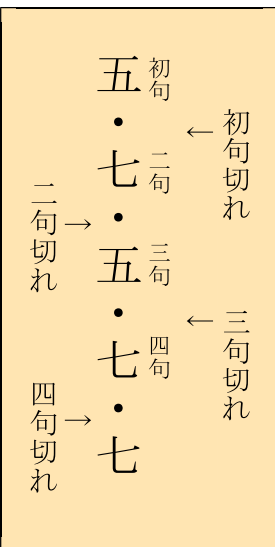 初句切れ
←
三句切れ
←
初句
二句
三句
四句
五・七・五・七・七
→
二句切れ
→
四句切れ